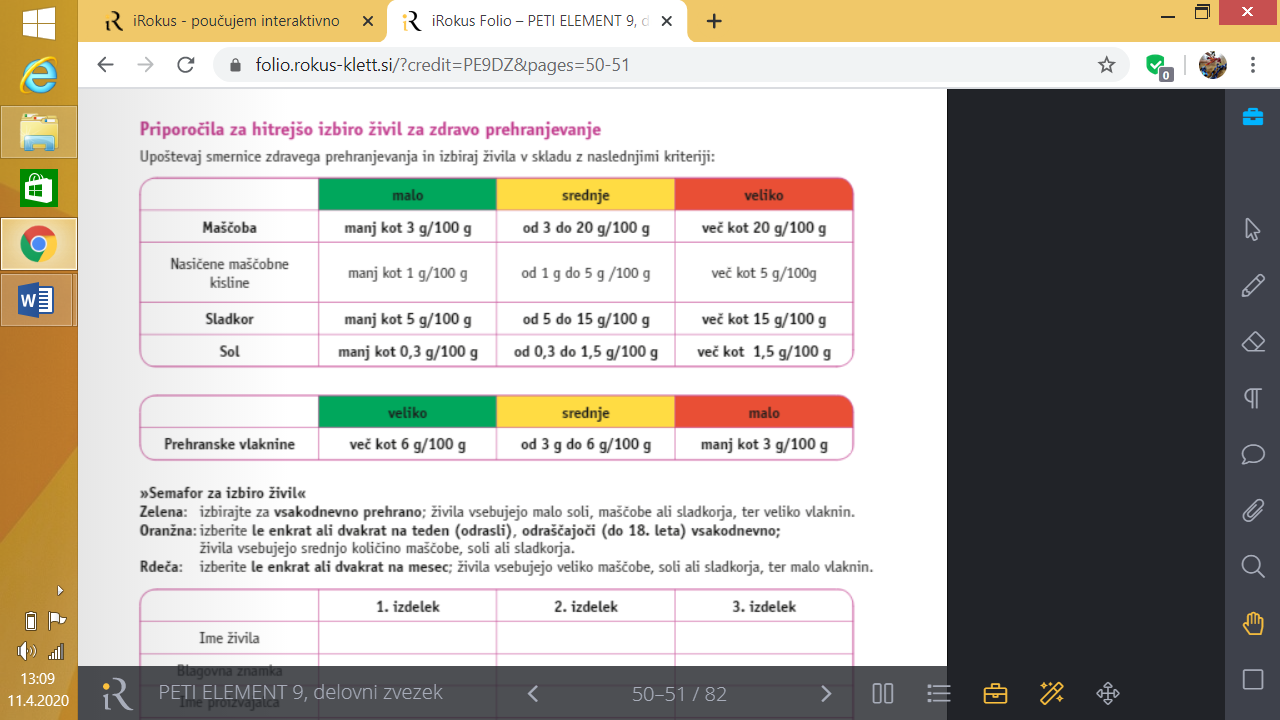 iRokus - poučujem interaktivno
iRokus Folio – PETI ELEMENT 9, d
folio.rokus-klett.si/?credit=PE9DZ&pages=50-51
0
Priporočila za hitrejšo izbiro živil za zdravo prehranjevanje
Upoštevaj smernice zdravega prehranjevanja in izbiraj živila v skladu z naslednjimi kriteriji:
malo srednje veliko
Maščoba manj kot 3 g/100 g od 3 do 20 g/100 g več kot 20 g/100 g
Nasičene maščobne
kisline manj kot 1 g/100 g od 1 g do 5 g /100 g več kot 5 g/100g
Sladkor manj kot 5 g/100 g od 5 do 15 g/100 g več kot 15 g/100 g
Sol manj kot 0,3 g/100 g od 0,3 do 1,5 g/100 g več kot 1,5 g/100 g
veliko srednje malo
Prehranske vlaknine več kot 6 g/100 g od 3 g do 6 g/100 g manj kot 3 g/100 g
»Semafor za izbiro živil«
Zelena: izbirajte za vsakodnevno prehrano; živila vsebujejo malo soli, maščobe ali sladkorja, ter veliko vlaknin.
Oranžna: izberite le enkrat ali dvakrat na teden (odrasli), odraščajoči (do 18. leta) vsakodnevno;
živila vsebujejo srednjo količino maščobe, soli ali sladkorja.
Rdeča: izberite le enkrat ali dvakrat na mesec; živila vsebujejo veliko maščobe, soli ali sladkorja, ter malo vlaknin.
1. izdelek 2. izdelek 3. izdelek
Ime živila
Blagovna znamka
Ime proizvajalca
iR PETI ELEMENT 9, delovni zvezek 50–51 / 82
13:09
11.4.2020